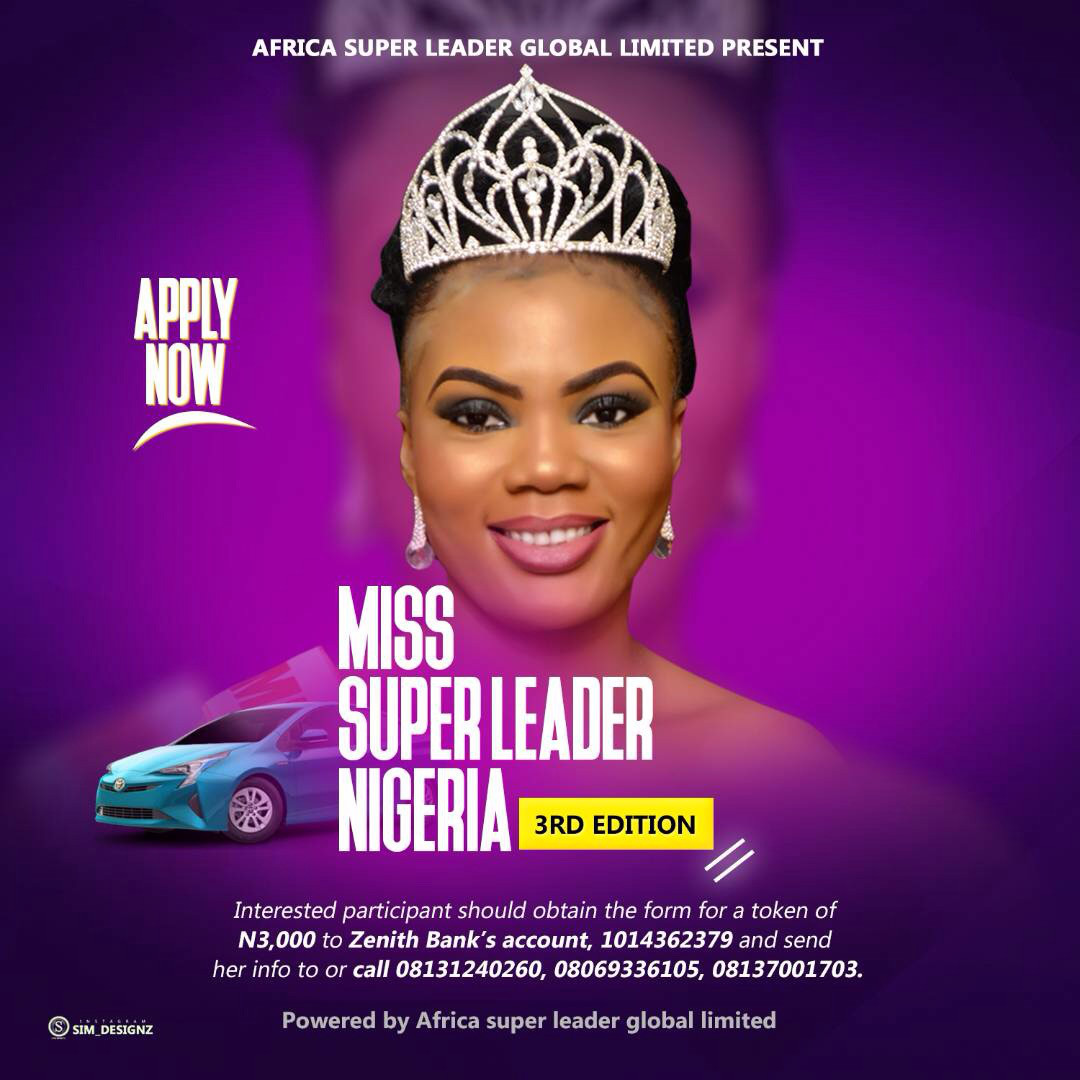 AFRICA SUPER LEADER GLOBAL LIMITED PRESENT
APPLY
NOW
MISS
SUPER LEADER
NIGERIA
3RD EDITION
Interested participant should obtain the form for a token of
N3,000 to Zenith Bank's account, 1014362379 and send
her info to or call 08131240260, 08069336105, 08137001703.
Powered by Africa super leader global limited
INSTAGRAM
SIM_DESIGNZ